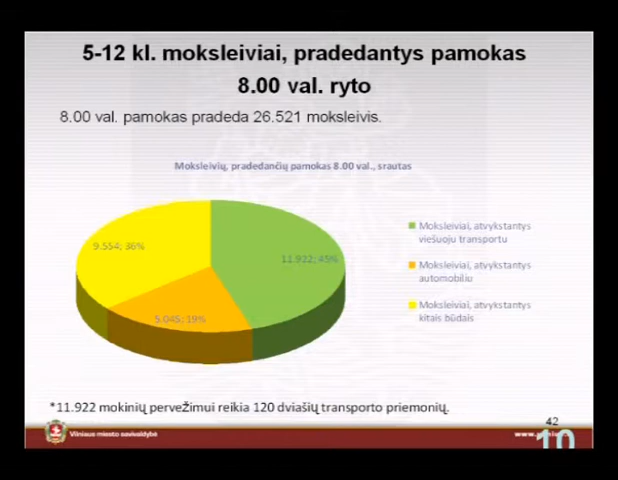 5-12 kl. moksleiviai, pradedantys pamokas
8.00 val. ryto
8.00 val. pamokas pradeda 26.521 moksleivis.
Moksleivių, pradedančių pamokas 8.00 val., srautas
9.554; 36%
11.922; 45%
5.045; 19%
Moksleiviai, atvykstantys
viešuoju transportu
Moksleiviai, atvykstantys
automobiliu
Moksleiviai, atvykstantys
kitais būdais
*11.922 mokinių pervežimui reikia 120 dviašių transporto priemonių.
42
Vilniaus miesto savivaldybė
10